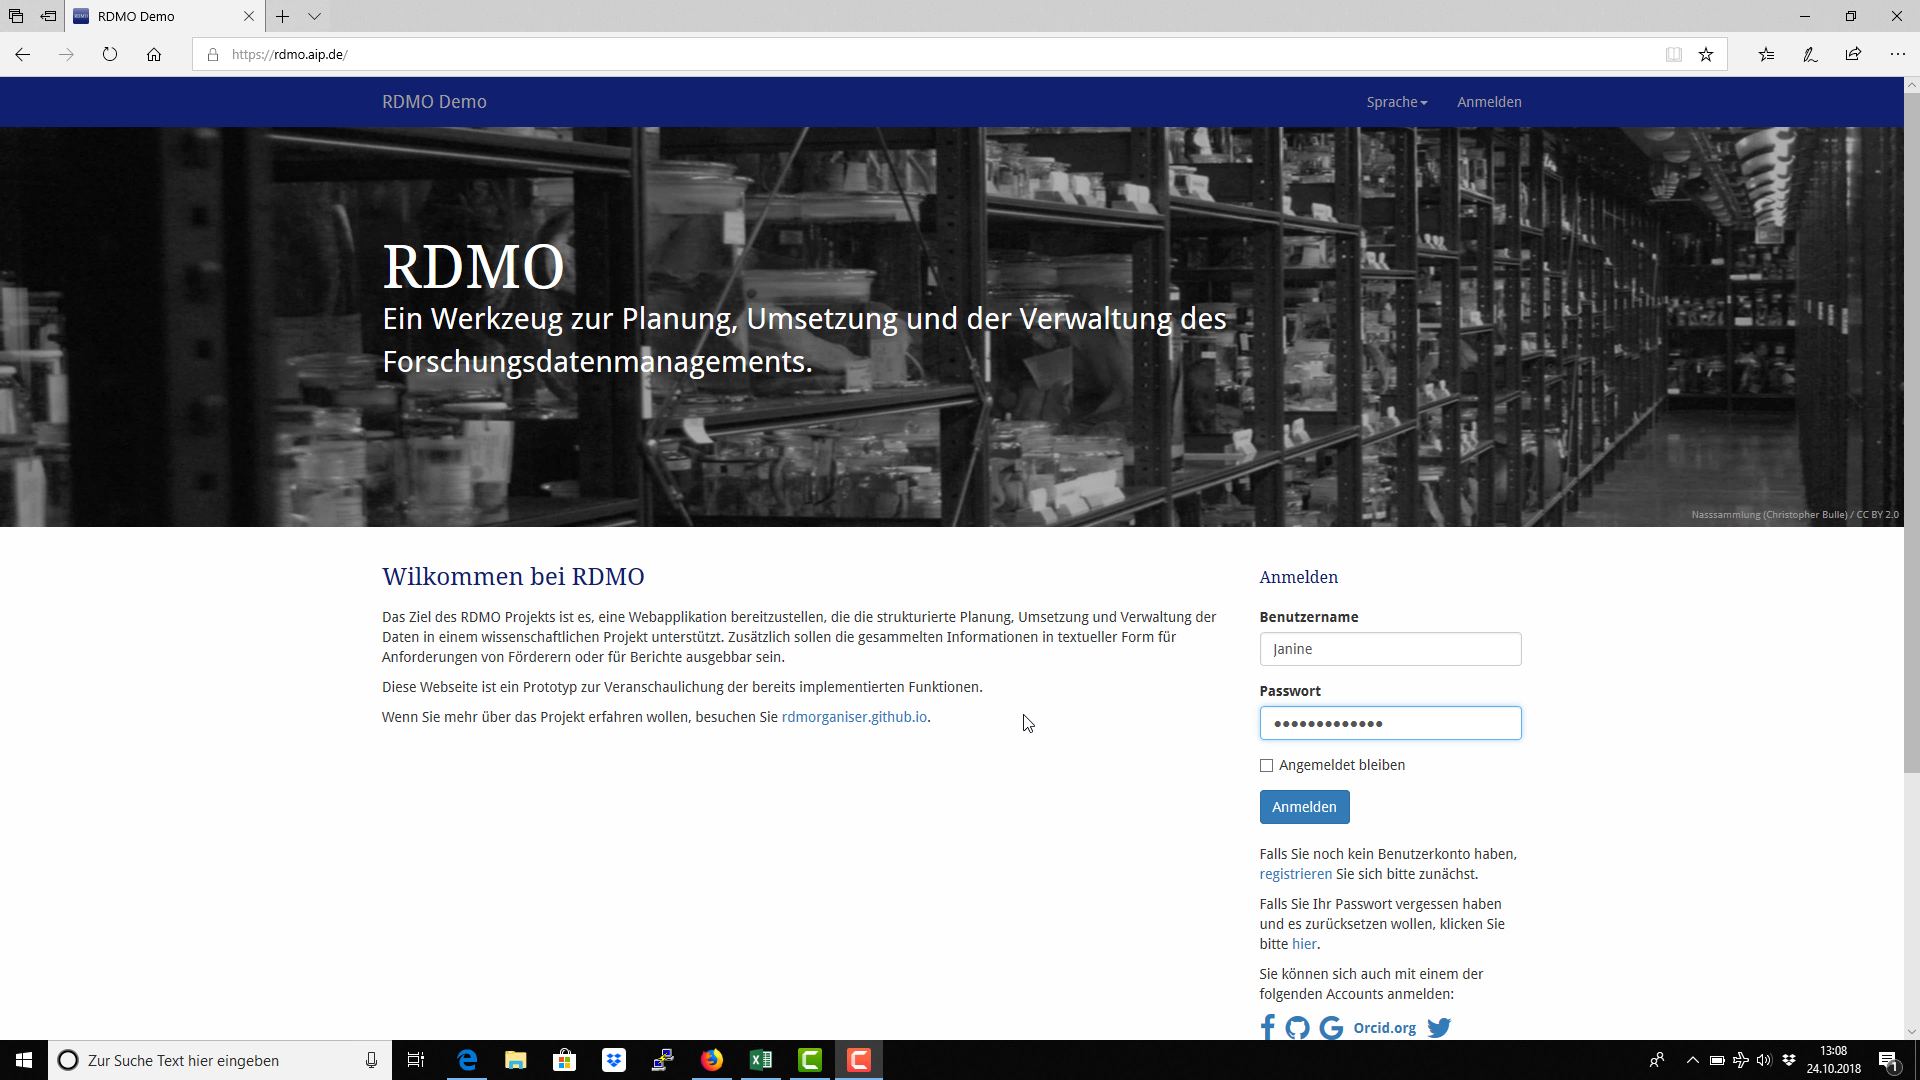 RDMO Demo
https://rdmo.aip.de/
RDMO Demo
Sprache
Anmelden
RDMO
Ein Werkzeug zur Planung, Umsetzung und der Verwaltung des
Forschungsdatenmanagements.
Nasssammlung (Christopher Bulle) / CC BY 2.0
Wilkommen bei RDMO
Das Ziel des RDMO Projekts ist es, eine Webapplikation bereitzustellen, die die strukturierte Planung, Umsetzung und Verwaltung der
Daten in einem wissenschaftlichen Projekt unterstützt. Zusätzlich sollen die gesammelten Informationen in textueller Form für
Anforderungen von Förderern oder für Berichte ausgebbar sein.
Diese Webseite ist ein Prototyp zur Veranschaulichung der bereits implementierten Funktionen.
Wenn Sie mehr über das Projekt erfahren wollen, besuchen Sie rdmorganiser.github.io.
Anmelden
Benutzername
Janine
Passwort
●●●●●●●●●●●●●
Angemeldet bleiben
Anmelden
Falls Sie noch kein Benutzerkonto haben,
registrieren Sie sich bitte zunächst.
Falls Sie Ihr Passwort vergessen haben
und es zurücksetzen wollen, klicken Sie
bitte hier.
Sie können sich auch mit einem der
folgenden Accounts anmelden:
Orcid.org
Zur Suche Text hier eingeben
13:08
24.10.2018
1